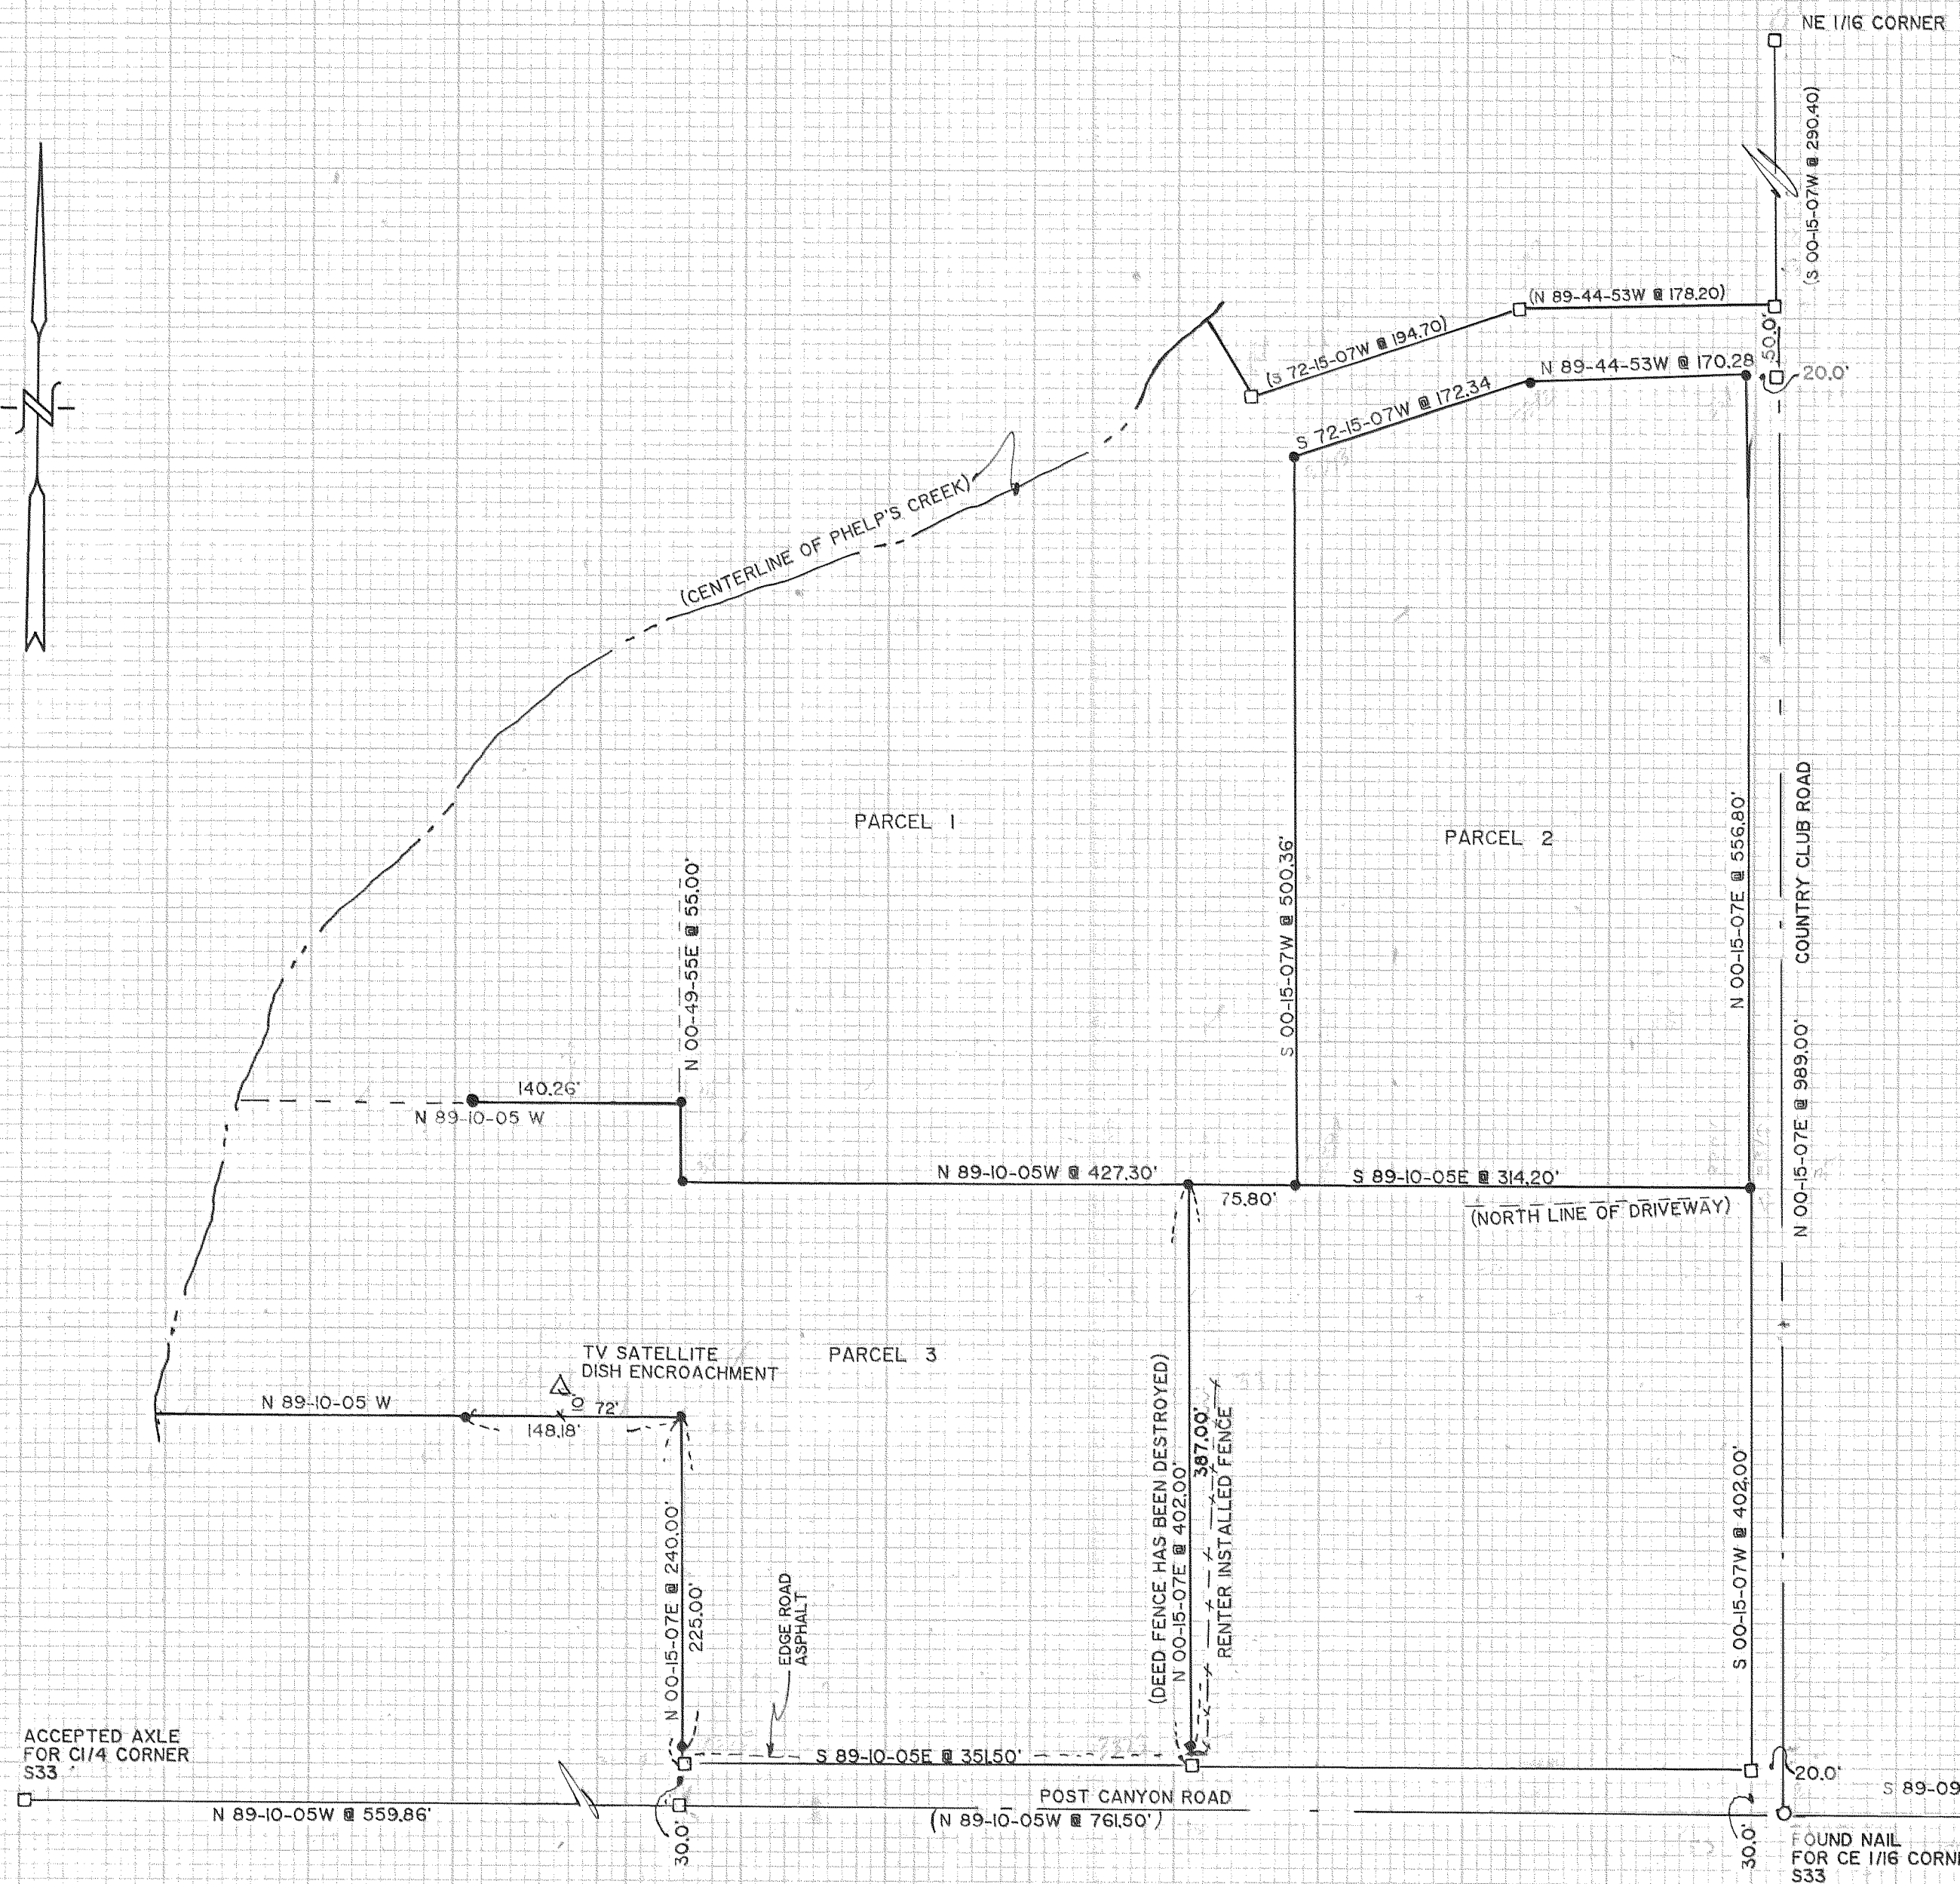 NE 1/16 CORNER
(S 00-15-07W @ 290.40)
(N 89-44-53W @ 178.20)
50.0'
(S 72-15-07W @ 194.70)
N 89-44-53W @ 170.28
20.0'
S 72-15-07W @ 172.34
(CENTERLINE OF PHELP'S CREEK)
PARCEL 1
PARCEL 2
N 00-49-55E @ 55.00'
S 00-15-07W @ 500.36'
N 00-15-07E @ 556.80'
COUNTRY CLUB ROAD
N 00-15-07E @ 989.00'
140.26'
N 89-10-05 W
N 89-10-05W @ 427.30'
75.80'
S 89-10-05E @ 314.20'
(NORTH LINE OF DRIVEWAY)
TV SATELLITE
DISH ENCROACHMENT
PARCEL 3
N 89-10-05 W
72'
148.18'
(DEED FENCE HAS BEEN DESTROYED)
N 00-15-07E @ 402.00'
387.00'
RENTER INSTALLED FENCE
N 00-15-07E @ 240.00'
225.00'
EDGE ROAD
ASPHALT
S 00-15-07W @ 402.00'
S 89-10-05E @ 351.50'
ACCEPTED AXLE
FOR C1/4 CORNER
S33
N 89-10-05W @ 559.86'
30.0'
POST CANYON ROAD
(N 89-10-05W @ 761.50')
20.0'
S 89-09
30.0'
FOUND NAIL
FOR CE 1/16 CORN
S33